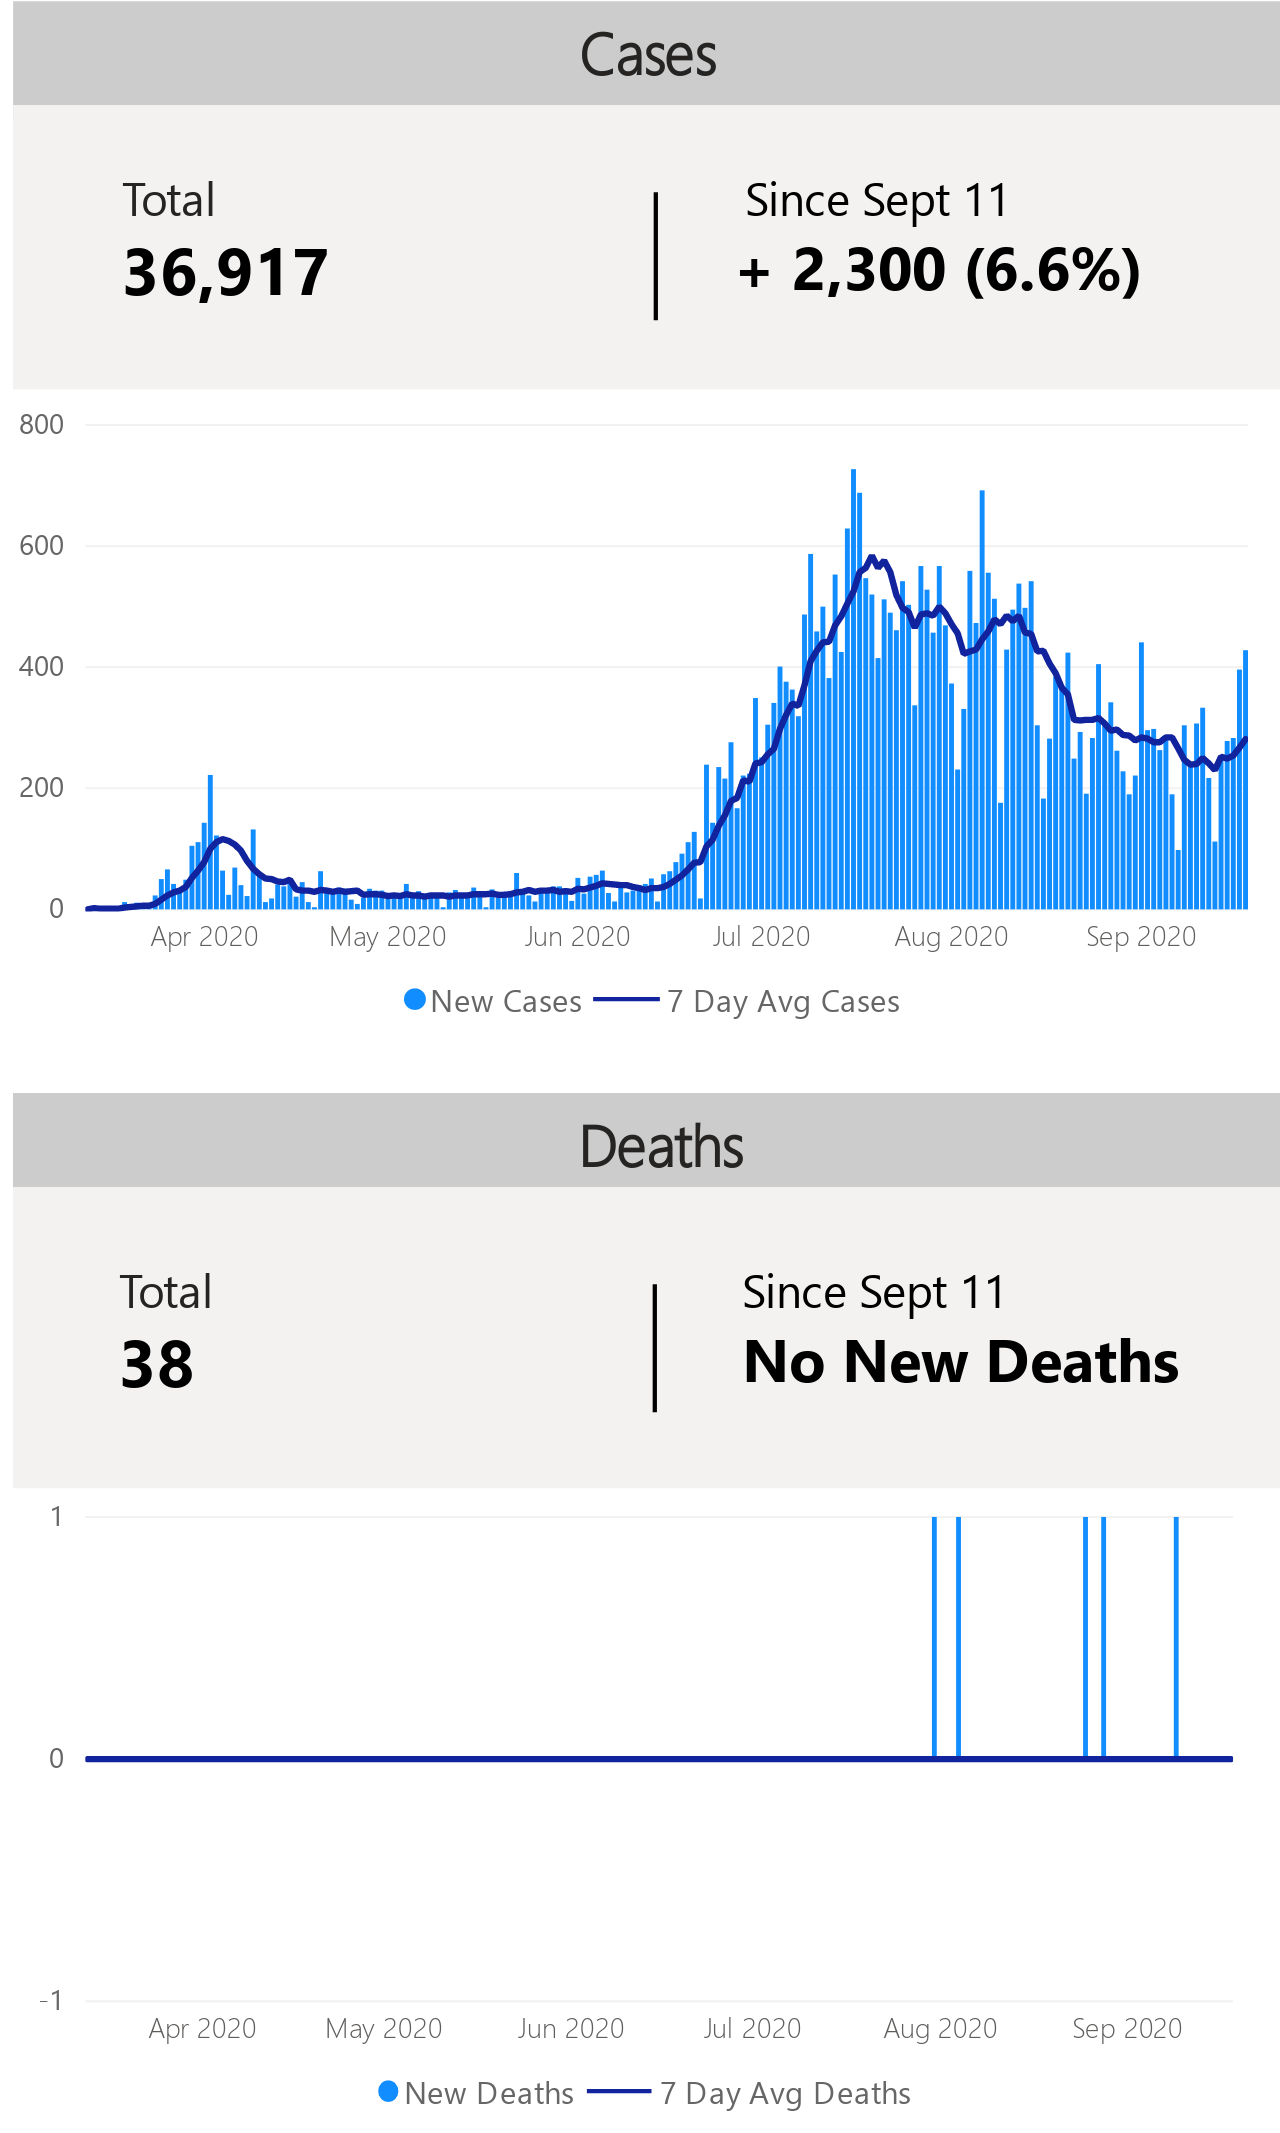 Cases
Total
Since Sept 11
36,917
+ 2,300 (6.6%)
800
600
400
200
0
Apr 2020 May 2020 Jun 2020 Jul 2020 Aug 2020 Sep 2020
New Cases 7 Day Avg Cases
Deaths
Total
Since Sept 11
38
No New Deaths
1
0
-1
Apr 2020 May 2020 Jun 2020 Jul 2020 Aug 2020 Sep 2020
New Deaths 7 Day Avg Deaths